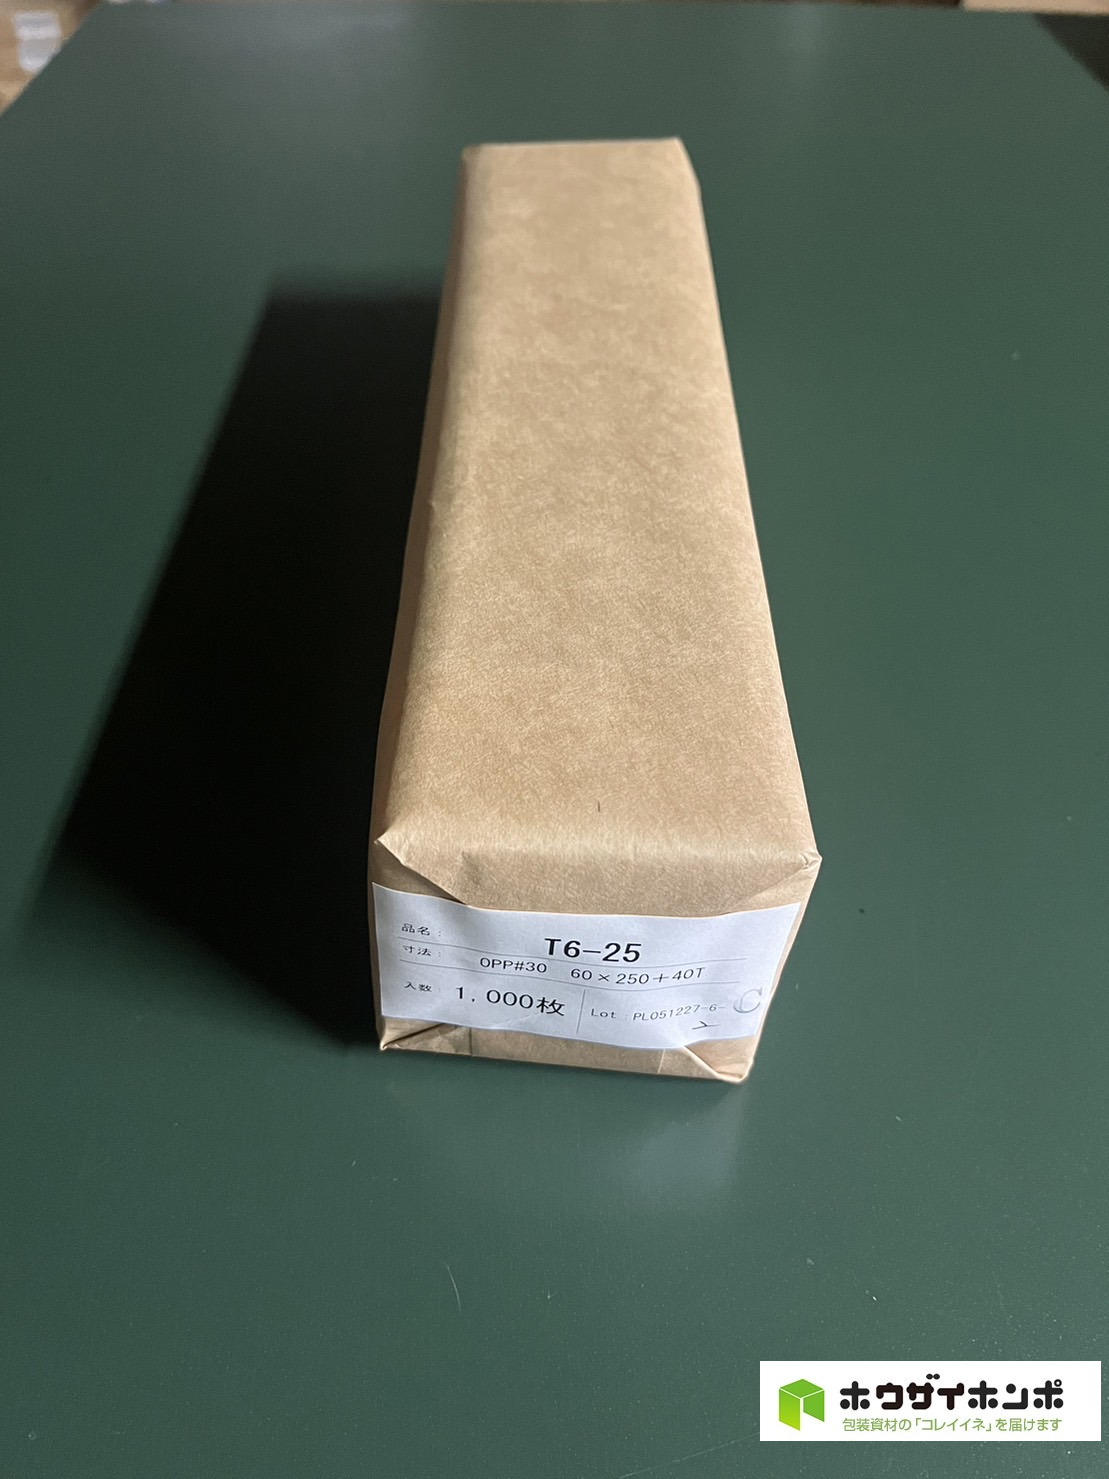 品名: T6-25
寸法: OPP#30 60×250+40T
入数: 1,000枚 Lot: PL051227-6-
ホウザイホンポ
包装資材の「コレイイネ」を届けます